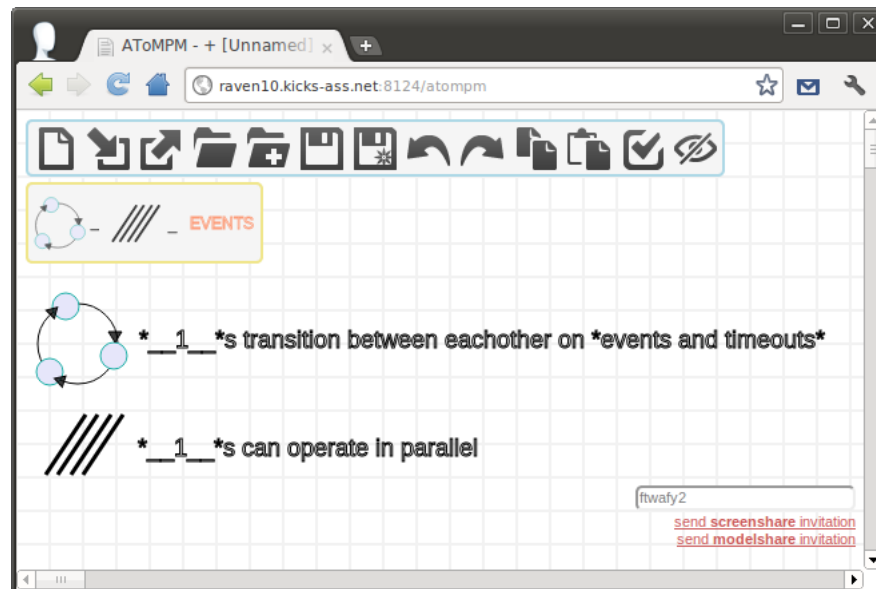 AToMPM - + [Unnamed]
raven10.kicks-ass.net:8124/atompm
EVENTS
*__1__*s transition between eachother on *events and timeouts*
*__1__*s can operate in parallel
ftwafy2
send screenshare invitation
send modelshare invitation